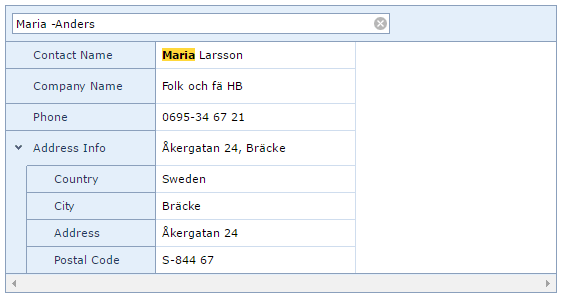 Maria -Anders
Contact Name Maria Larsson
Company Name Folk och fä HB
Phone 0695-34 67 21
Address Info Åkergatan 24, Bräcke
Country Sweden
City Bräcke
Address Åkergatan 24
Postal Code S-844 67